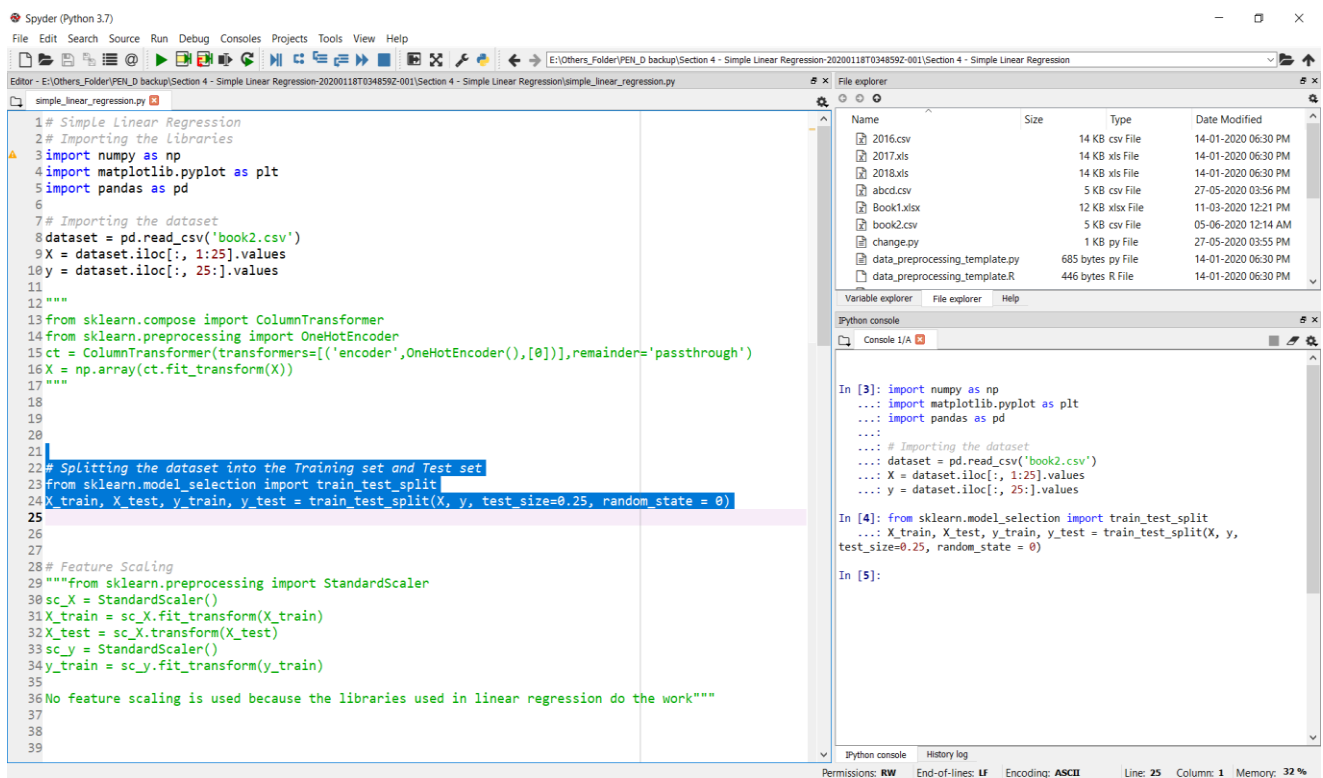 Spyder (Python 3.7)
File Edit Search Source Run Debug Consoles Projects Tools View Help
E:\Others_Folder\PEN_D backup\Section 4 - Simple Linear Regression-20200118T034859Z-001\Section 4 - Simple Linear Regression
Editor - E:\Others_Folder\PEN_D backup\Section 4 - Simple Linear Regression-20200118T034859Z-001\Section 4 - Simple Linear Regression\simple_linear_regression.py
simple_linear_regression.py
1 # Simple Linear Regression
2 # Importing the libraries
3 import numpy as np
4 import matplotlib.pyplot as plt
5 import pandas as pd
6
7 # Importing the dataset
8 dataset = pd.read_csv('book2.csv')
9 X = dataset.iloc[:, 1:25].values
10 y = dataset.iloc[:, 25:].values
11
12 """
13 from sklearn.compose import ColumnTransformer
14 from sklearn.preprocessing import OneHotEncoder
15 ct = ColumnTransformer(transformers=[('encoder',OneHotEncoder(),[0])],remainder='passthrough')
16 X = np.array(ct.fit_transform(X))
17 """
18
19
20
21
22 # Splitting the dataset into the Training set and Test set
23 from sklearn.model_selection import train_test_split
24 X_train, X_test, y_train, y_test = train_test_split(X, y, test_size=0.25, random_state = 0)
25
26
27
28 # Feature Scaling
29 """from sklearn.preprocessing import StandardScaler
30 sc_X = StandardScaler()
31 X_train = sc_X.fit_transform(X_train)
32 X_test = sc_X.transform(X_test)
33 sc_y = StandardScaler()
34 y_train = sc_y.fit_transform(y_train)
35
36 No feature scaling is used because the libraries used in linear regression do the work"""
37
38
39
File explorer
Name Size Type Date Modified
2016.csv 14 KB csv File 14-01-2020 06:30 PM
2017.xls 14 KB xls File 14-01-2020 06:30 PM
2018.xls 14 KB xls File 14-01-2020 06:30 PM
abcd.csv 5 KB csv File 27-05-2020 03:56 PM
Book1.xlsx 12 KB xlsx File 11-03-2020 12:21 PM
book2.csv 5 KB csv File 05-06-2020 12:14 AM
change.py 1 KB py File 27-05-2020 03:55 PM
data_preprocessing_template.py 685 bytes py File 14-01-2020 06:30 PM
data_preprocessing_template.R 446 bytes R File 14-01-2020 06:30 PM
Variable explorer File explorer Help
IPython console
Console 1/A
In [3]: import numpy as np
...: import matplotlib.pyplot as plt
...: import pandas as pd
...:
...: # Importing the dataset
...: dataset = pd.read_csv('book2.csv')
...: X = dataset.iloc[:, 1:25].values
...: y = dataset.iloc[:, 25:].values
In [4]: from sklearn.model_selection import train_test_split
...: X_train, X_test, y_train, y_test = train_test_split(X, y,
test_size=0.25, random_state = 0)
In [5]:
IPython console History log
Permissions: RW End-of-lines: LF Encoding: ASCII Line: 25 Column: 1 Memory: 32 %